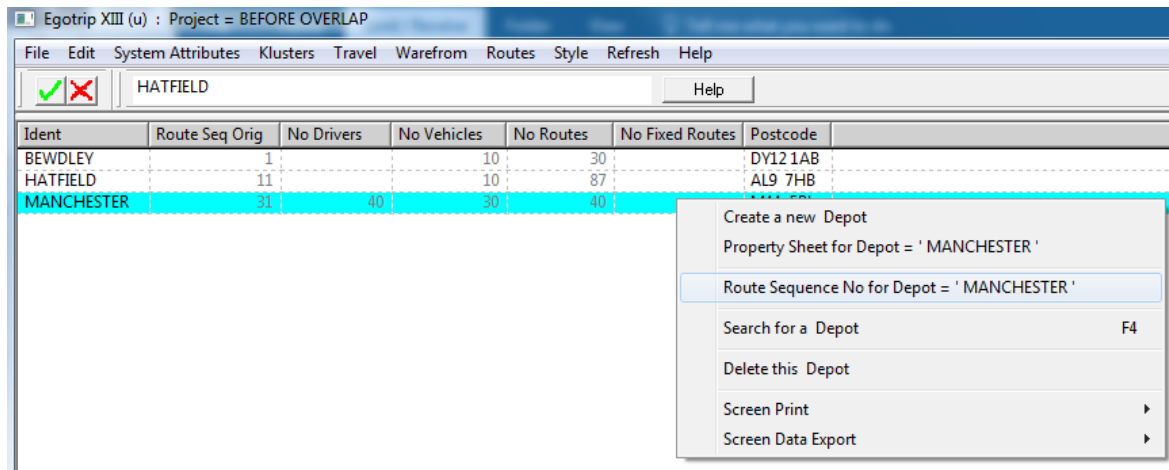 Egotrip XIII (u) : Project = BEFORE OVERLAP
File Edit System Attributes Klusters Travel Warefrom Routes Style Refresh Help
HATFIELD Help
Ident Route Seq Orig No Drivers No Vehicles No Routes No Fixed Routes Postcode
BEWDLEY 1 10 30 DY12 1AB
HATFIELD 11 10 87 AL9 7HB
MANCHESTER 31 40 30 40
Create a new Depot
Property Sheet for Depot = ' MANCHESTER '
Route Sequence No for Depot = ' MANCHESTER '
Search for a Depot F4
Delete this Depot
Screen Print
Screen Data Export